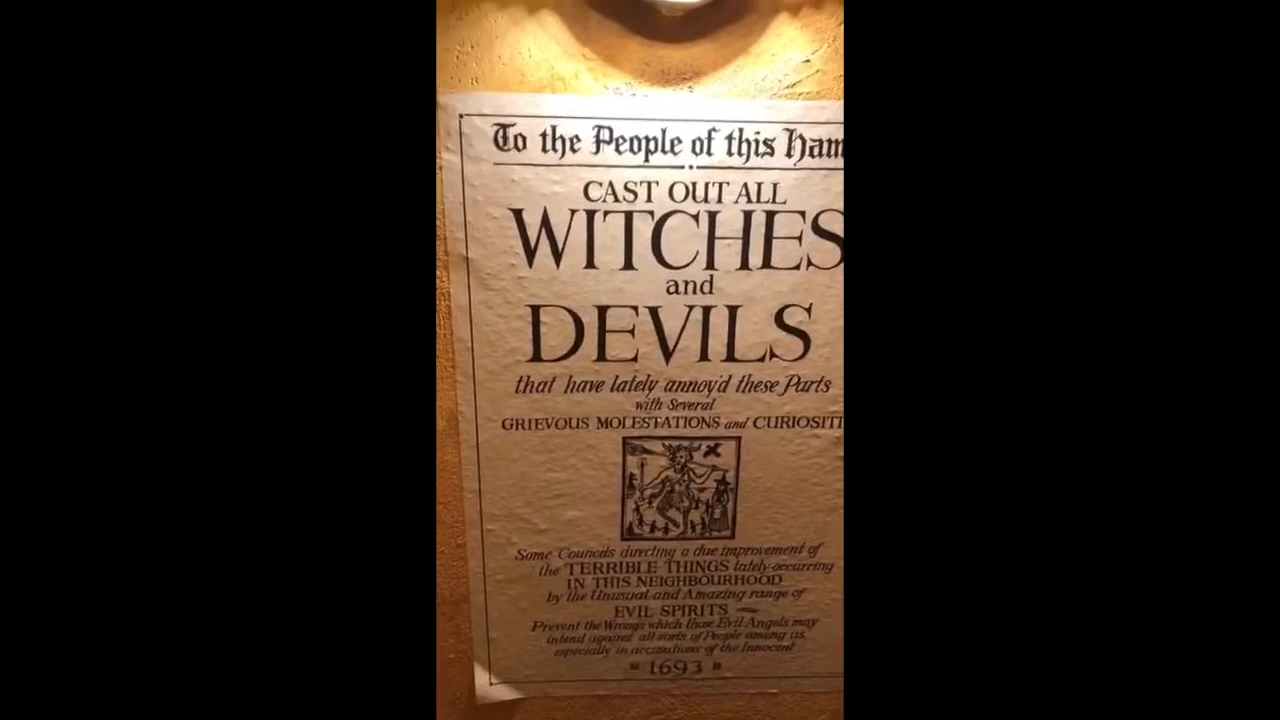 To the People of this Ham
CAST OUT ALL
WITCHES
and
DEVILS
that have lately annoy'd these Parts
with Several
GRIEVOUS MOLESTATIONS and CURIOSITI
Some Councils directing a due improvement of
the TERRIBLE THINGS lately occurring
IN THIS NEIGHBOURHOOD
by the Unusual and Amazing range of
EVIL SPIRITS
Prevent the Wrongs which those Evil Angels may
intend against all sorts of People among us,
especially in accusations of the Innocent
1693